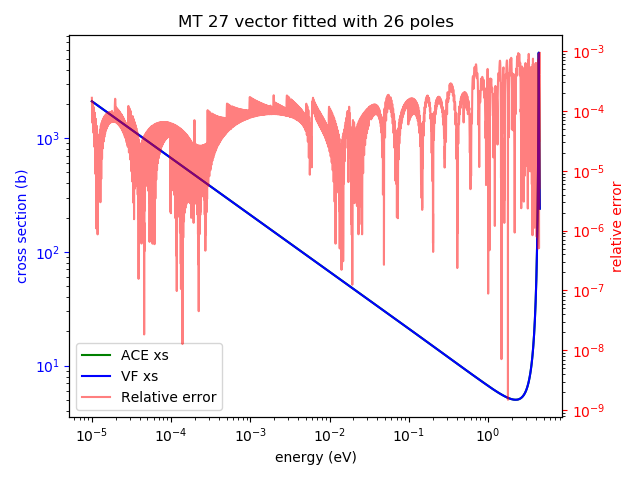 MT 27 vector fitted with 26 poles
cross section (b)
10³
10²
10¹
10⁻³
10⁻⁴
10⁻⁵
10⁻⁶
10⁻⁷
10⁻⁸
10⁻⁹
relative error
ACE xs
VF xs
Relative error
10⁻⁵ 10⁻⁴ 10⁻³ 10⁻² 10⁻¹ 10⁰
energy (eV)